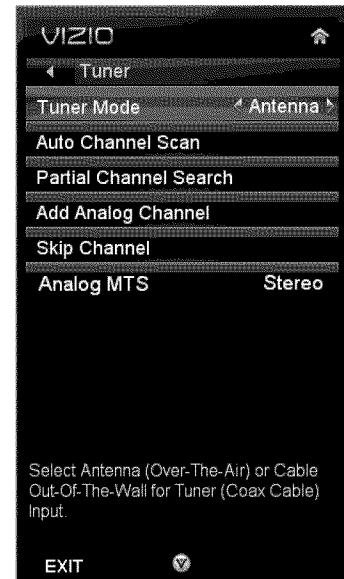 VIZIO
Tuner
Tuner Mode Antenna
Auto Channel Scan
Partial Channel Search
Add Analog Channel
Skip Channel
Analog MTS Stereo
Select Antenna (Over-The-Air) or Cable
Out-Of-The-Wall for Tuner (Coax Cable)
Input.
EXIT